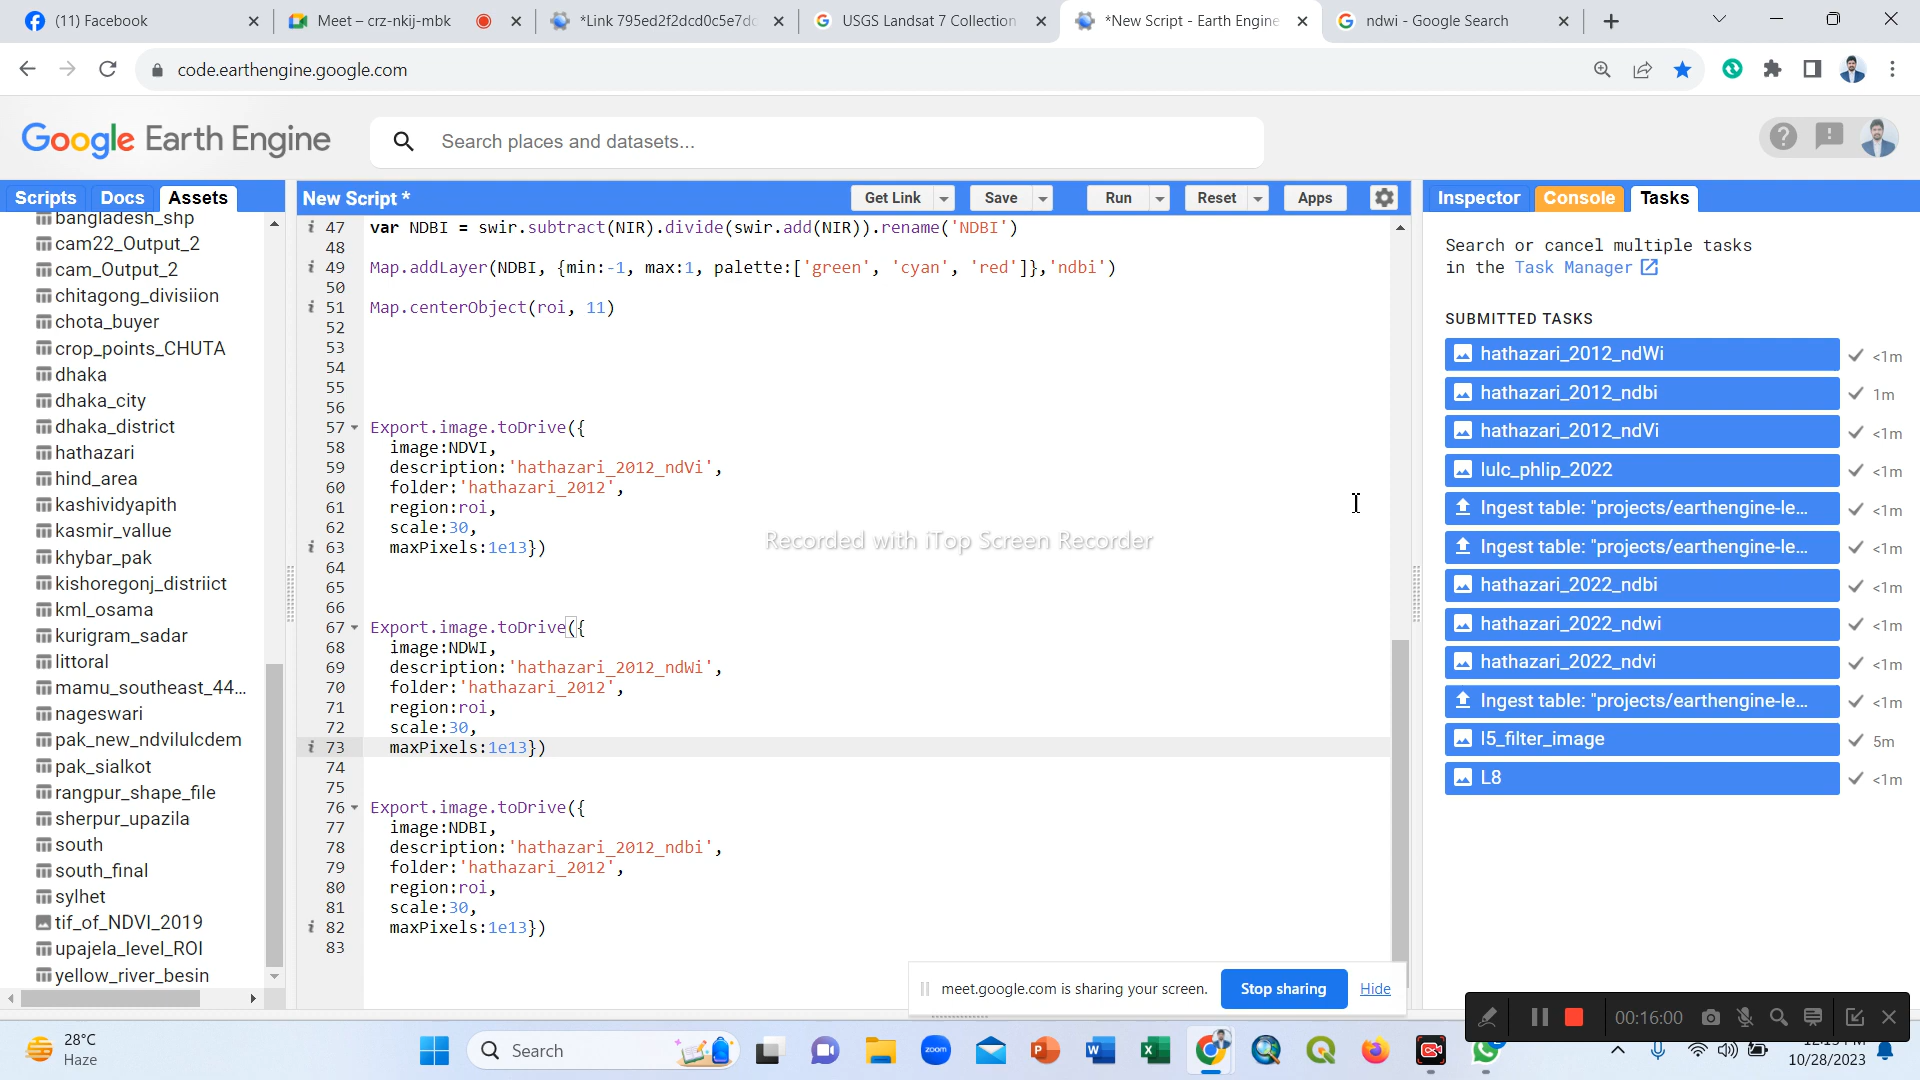 (11) Facebook
Meet – crz-nkij-mbk
*Link 795ed2f2dcd0c5e7dc
USGS Landsat 7 Collection
*New Script - Earth Engine
ndwi - Google Search
code.earthengine.google.com
Google Earth Engine
Search places and datasets...
Scripts
Docs
Assets
bangladesh_shp
cam22_Output_2
cam_Output_2
chitagong_divisiion
chota_buyer
crop_points_CHUTA
dhaka
dhaka_city
dhaka_district
hathazari
hind_area
kashividyapith
kasmir_vallue
khybar_pak
kishoregonj_distriict
kml_osama
kurigram_sadar
littoral
mamu_southeast_44...
nageswari
pak_new_ndvilulcdem
pak_sialkot
rangpur_shape_file
sherpur_upazila
south
south_final
sylhet
tif_of_NDVI_2019
upajela_level_ROI
yellow_river_besin
New Script *
Get Link
Save
Run
Reset
Apps
i 47 var NDBI = swir.subtract(NIR).divide(swir.add(NIR)).rename('NDBI')
48
i 49 Map.addLayer(NDBI, {min:-1, max:1, palette:['green', 'cyan', 'red']},'ndbi')
50
i 51 Map.centerObject(roi, 11)
52
53
54
55
56
57 Export.image.toDrive({
58 image:NDVI,
59 description:'hathazari_2012_ndVi',
60 folder:'hathazari_2012',
61 region:roi,
62 scale:30,
i 63 maxPixels:1e13})
64
65
66
67 Export.image.toDrive({
68 image:NDWI,
69 description:'hathazari_2012_ndWi',
70 folder:'hathazari_2012',
71 region:roi,
72 scale:30,
i 73 maxPixels:1e13})
74
75
76 Export.image.toDrive({
77 image:NDBI,
78 description:'hathazari_2012_ndbi',
79 folder:'hathazari_2012',
80 region:roi,
81 scale:30,
i 82 maxPixels:1e13})
83
Recorded with iTop Screen Recorder
Inspector
Console
Tasks
Search or cancel multiple tasks
in the Task Manager
SUBMITTED TASKS
hathazari_2012_ndWi <1m
hathazari_2012_ndbi 1m
hathazari_2012_ndVi <1m
lulc_phlip_2022 <1m
Ingest table: "projects/earthengine-le... <1m
Ingest table: "projects/earthengine-le... <1m
hathazari_2022_ndbi <1m
hathazari_2022_ndwi <1m
hathazari_2022_ndvi <1m
Ingest table: "projects/earthengine-le... <1m
l5_filter_image 5m
L8 <1m
meet.google.com is sharing your screen.
Stop sharing
Hide
00:16:00
28°C
Haze
Search
zoom
10/28/2023